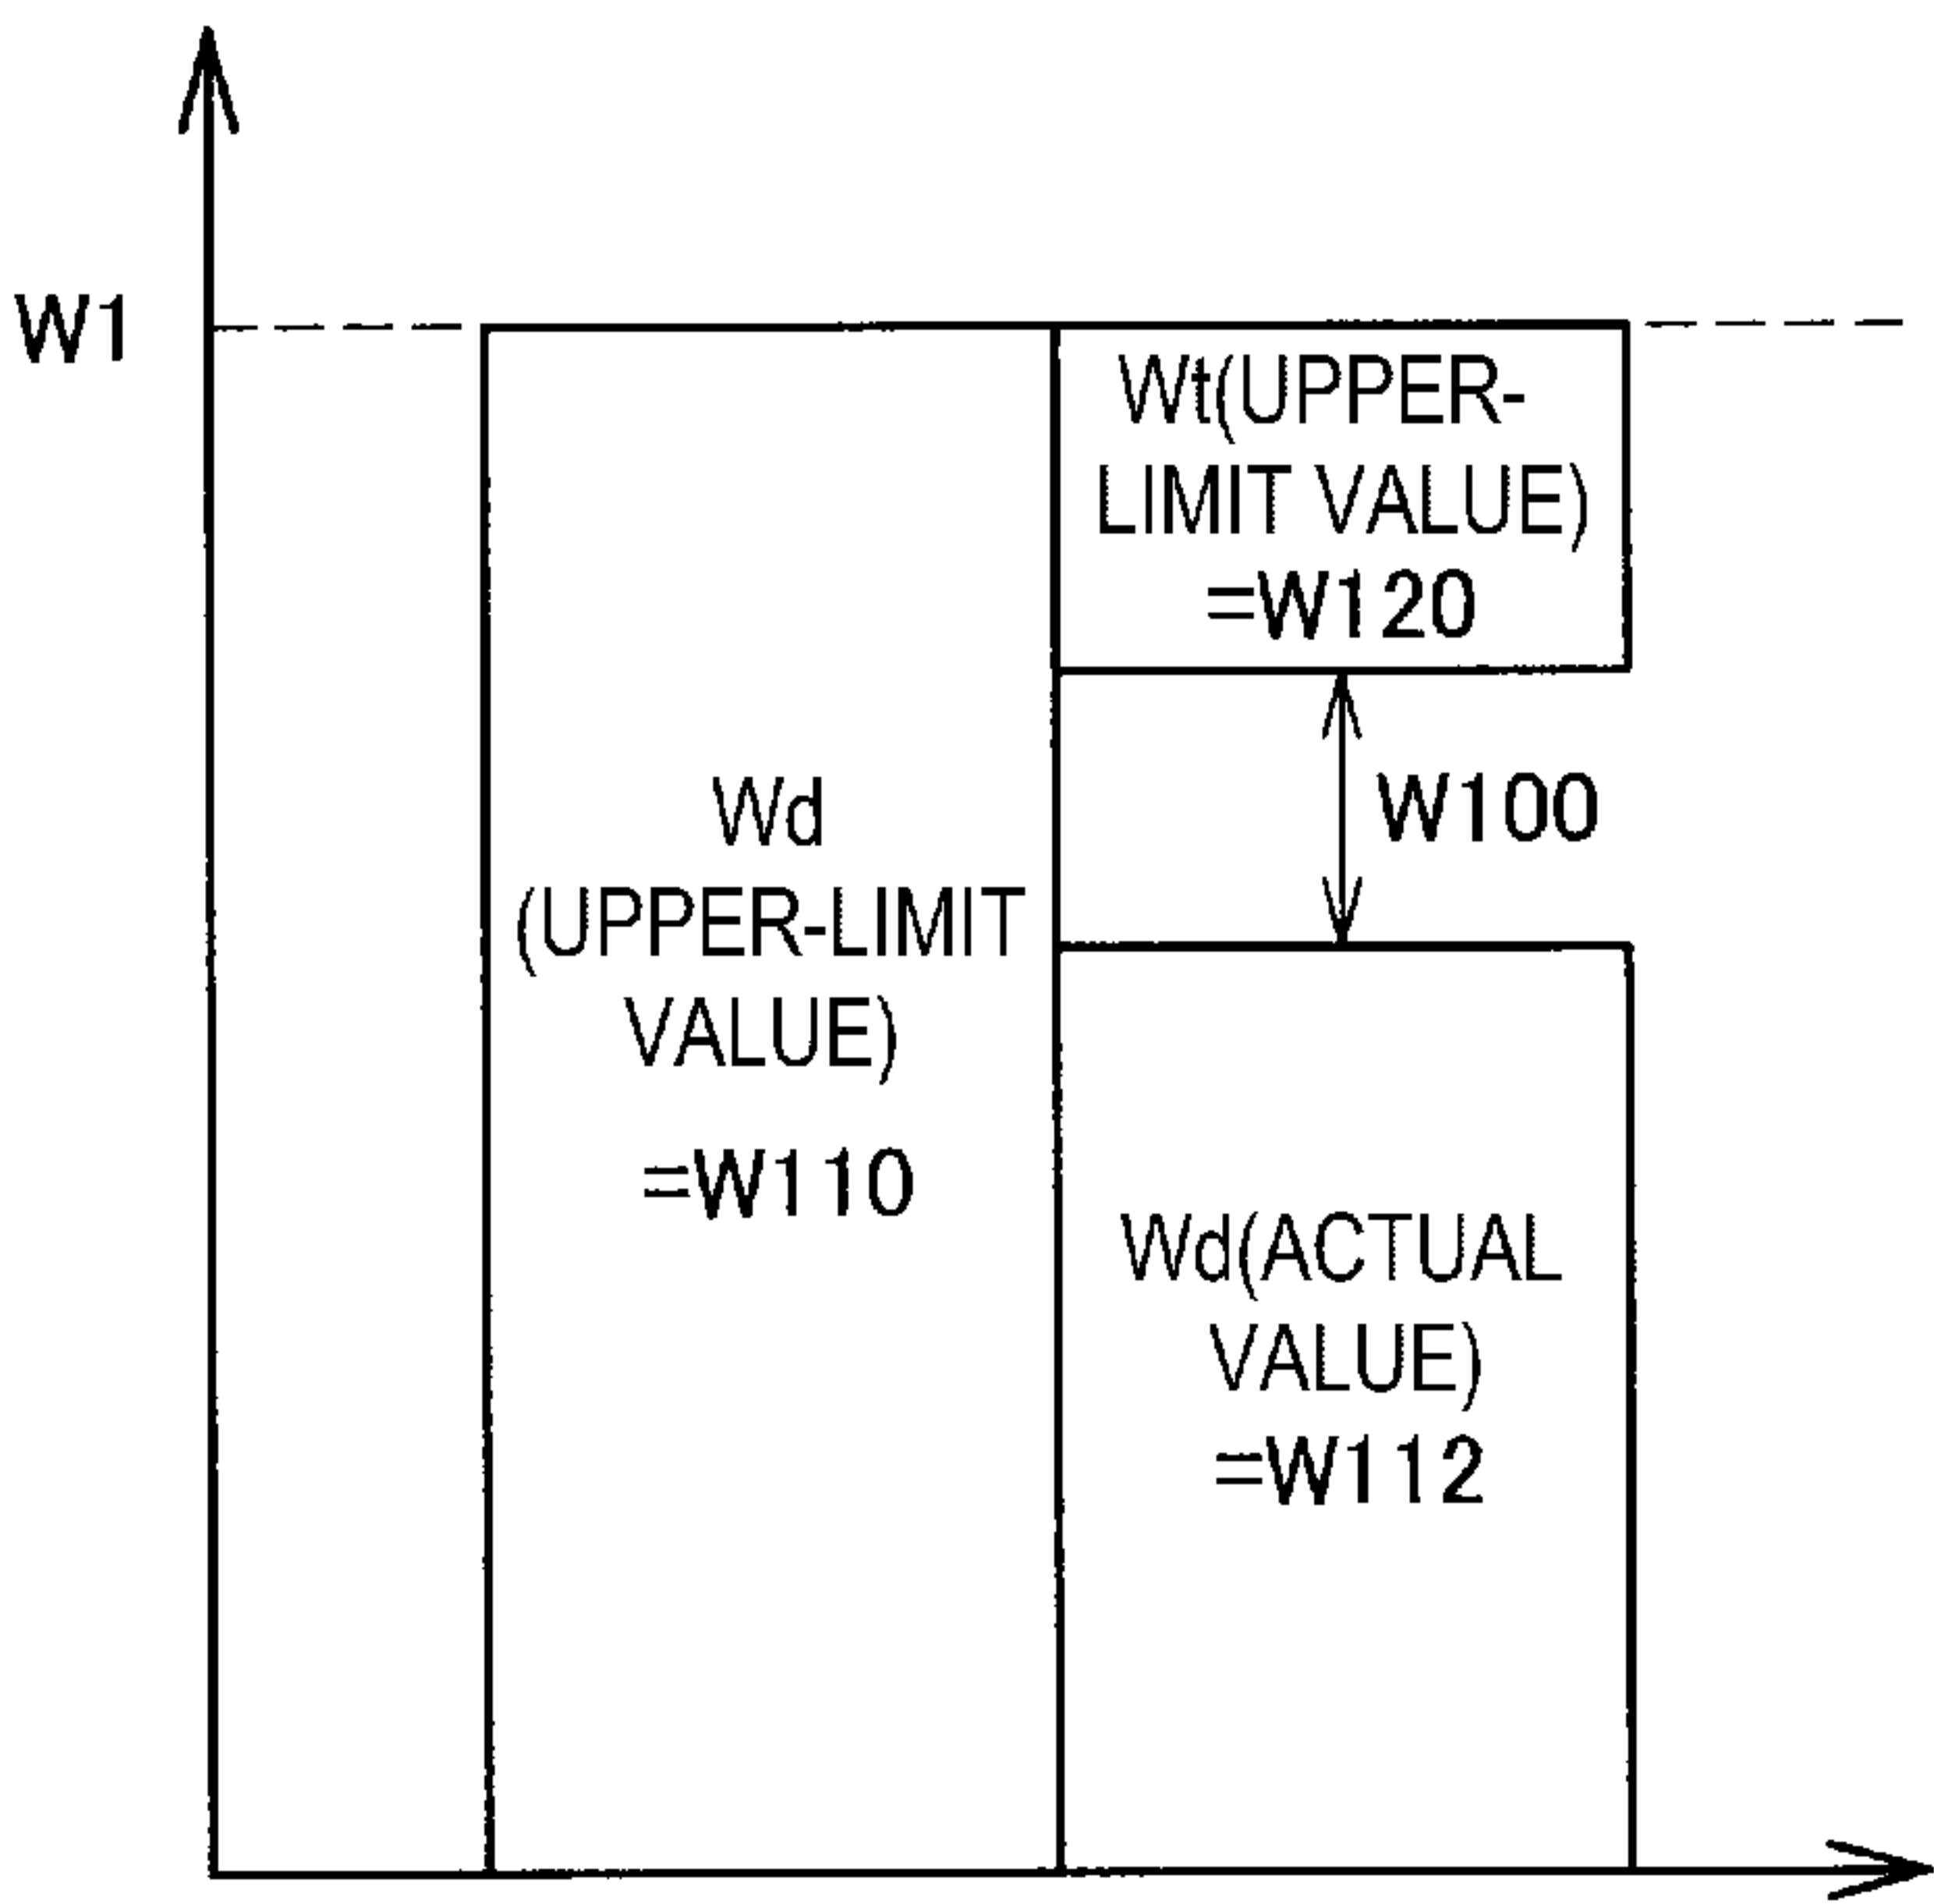 W1
Wt(UPPER-
LIMIT VALUE)
=W120
W100
Wd
(UPPER-LIMIT
VALUE)
=W110
Wd(ACTUAL
VALUE)
=W112